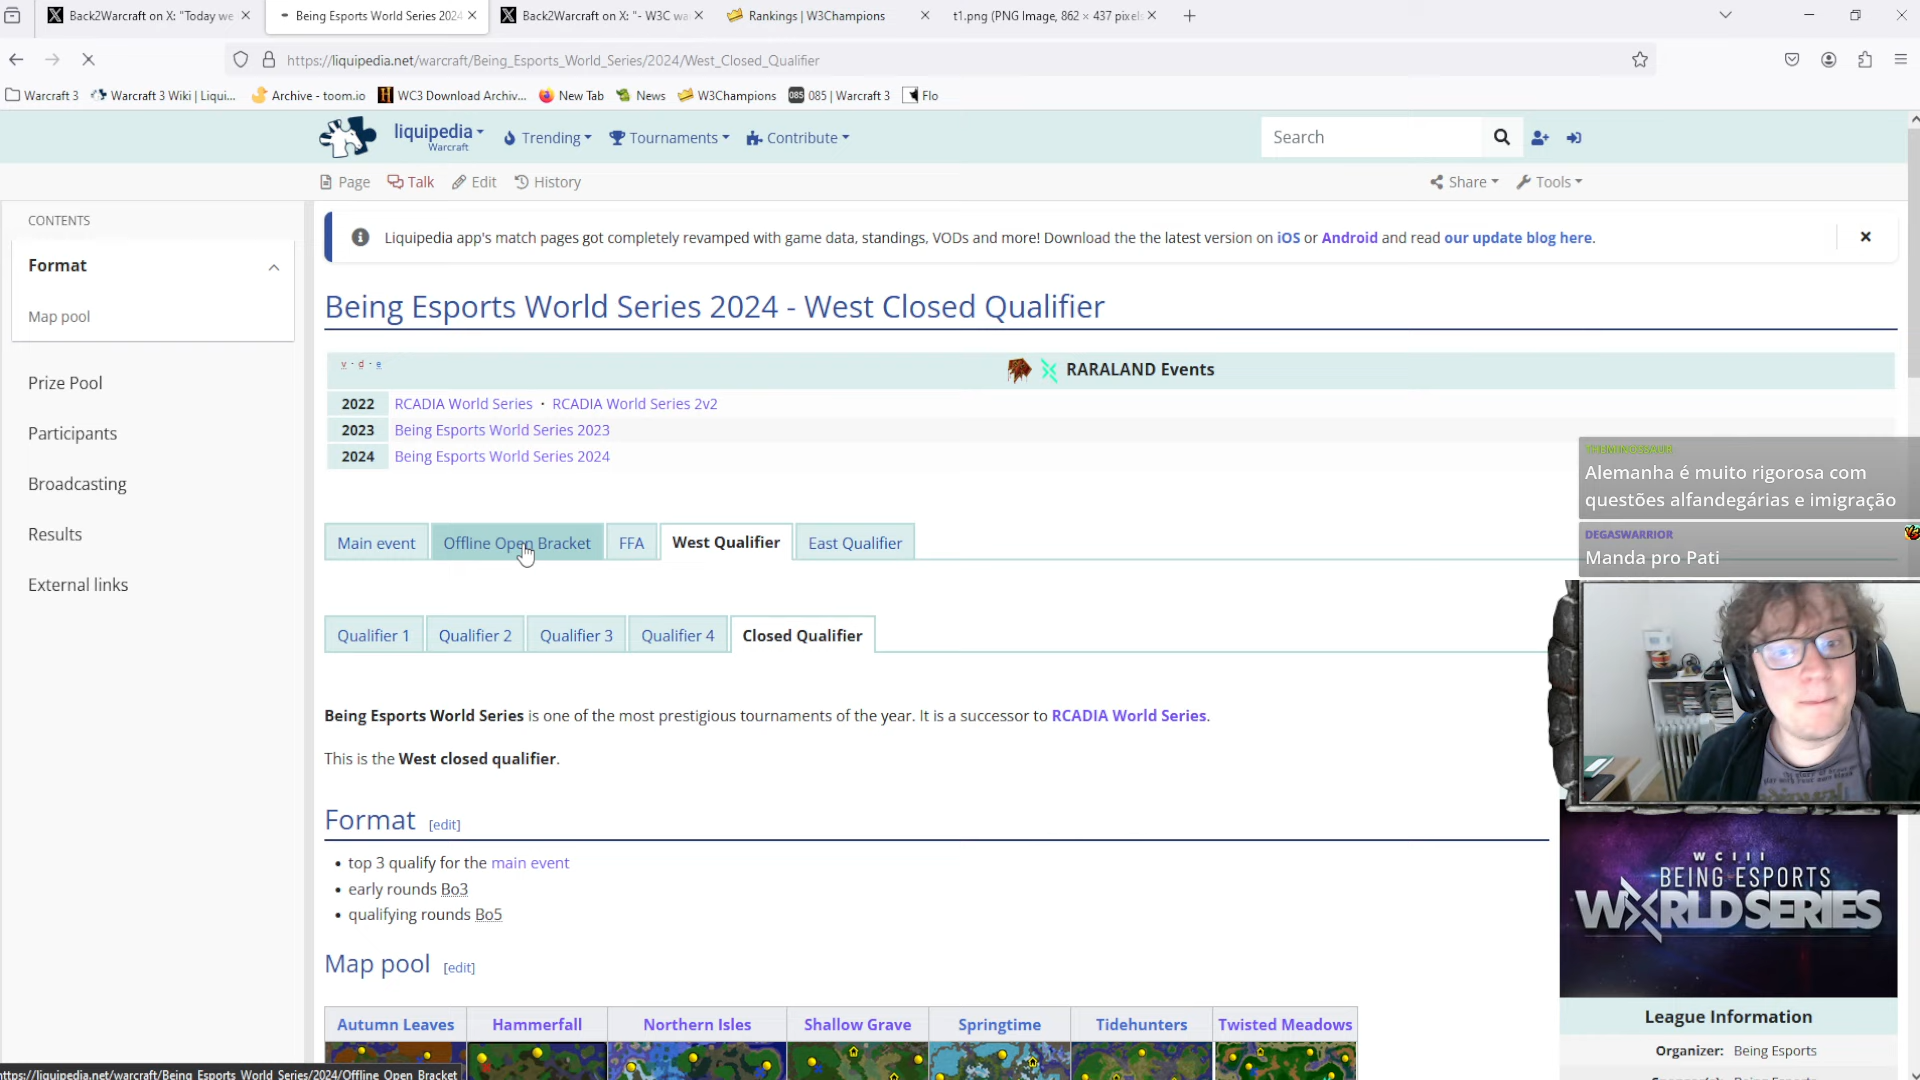 Back2Warcraft on X: "Today we
Being Esports World Series 2024
Back2Warcraft on X: "- W3C wa
Rankings | W3Champions
t1.png (PNG Image, 862 × 437 pixels
https://liquipedia.net/warcraft/Being_Esports_World_Series/2024/West_Closed_Qualifier
Warcraft 3
Warcraft 3 Wiki | Liqui...
Archive - toom.io
WC3 Download Archiv...
New Tab
News
W3Champions
085 | Warcraft 3
Flo
liquipedia
Warcraft
Trending
Tournaments
Contribute
Search
Page
Talk
Edit
History
Share
Tools
CONTENTS
Format
Map pool
Prize Pool
Participants
Broadcasting
Results
External links
Liquipedia app's match pages got completely revamped with game data, standings, VODs and more! Download the the latest version on iOS or Android and read our update blog here.
Being Esports World Series 2024 - West Closed Qualifier
v · d · e
RARALAND Events
2022 RCADIA World Series · RCADIA World Series 2v2
2023 Being Esports World Series 2023
2024 Being Esports World Series 2024
Main event
Offline Open Bracket
FFA
West Qualifier
East Qualifier
Qualifier 1
Qualifier 2
Qualifier 3
Qualifier 4
Closed Qualifier
Being Esports World Series is one of the most prestigious tournaments of the year. It is a successor to RCADIA World Series.
This is the West closed qualifier.
Format [edit]
• top 3 qualify for the main event
• early rounds Bo3
• qualifying rounds Bo5
Map pool [edit]
Autumn Leaves
Hammerfall
Northern Isles
Shallow Grave
Springtime
Tidehunters
Twisted Meadows
Alemanha é muito rigorosa com
questões alfandegárias e imigração
DEGASWARRIOR
Manda pro Pati
WCIII
BEING ESPORTS
WORLD SERIES
League Information
Organizer: Being Esports
https://liquipedia.net/warcraft/Being_Esports_World_Series/2024/Offline_Open_Bracket